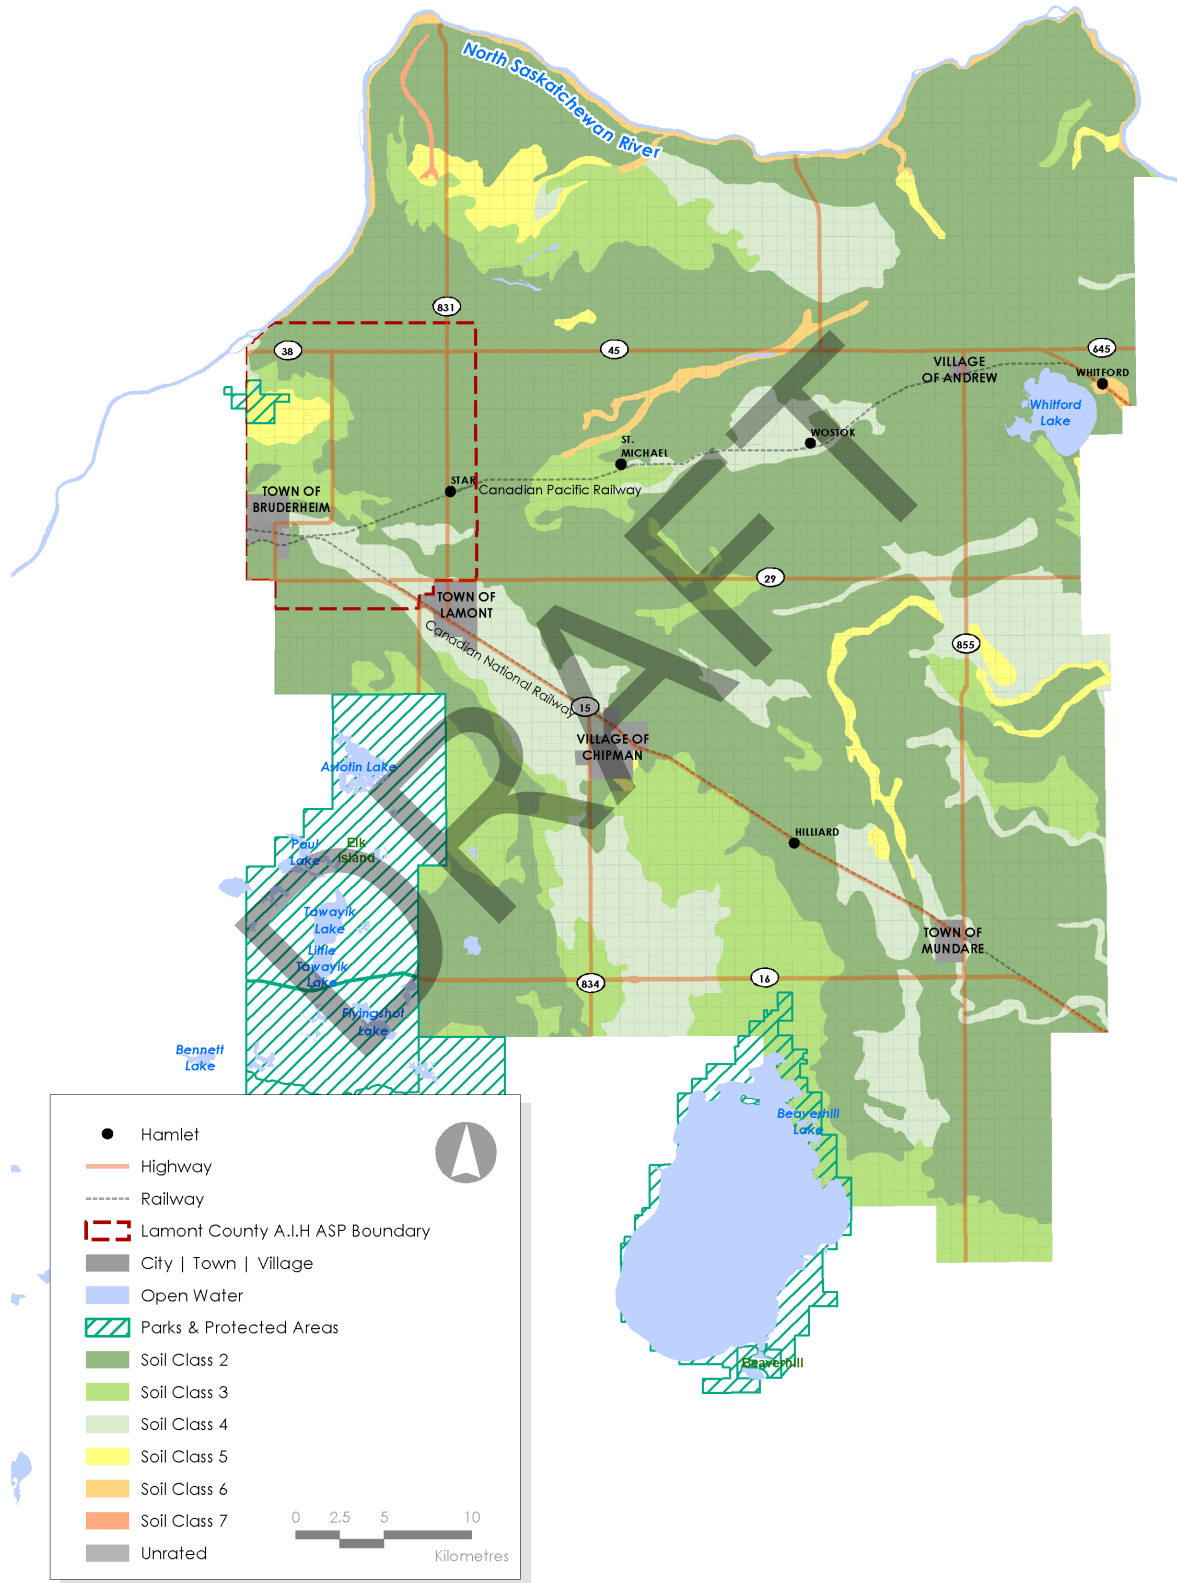 North Saskatchewan River
831
38
45
645
VILLAGE
OF ANDREW
WHITFORD
Whitford
Lake
WOSTOK
ST.
MICHAEL
STAR
Canadian Pacific Railway
TOWN OF
BRUDERHEIM
29
TOWN OF
LAMONT
Canadian National Railway
855
15
VILLAGE OF
CHIPMAN
Astotin Lake
HILLIARD
Paul
Lake
Elk
Island
Tawayik
Lake
Little
Tawayik
Lake
TOWN OF
MUNDARE
834
16
Flyingshot
Lake
Bennett
Lake
Beaverhill
Lake
Beaverhill
DRAFT
Hamlet
Highway
Railway
Lamont County A.I.H ASP Boundary
City | Town | Village
Open Water
Parks & Protected Areas
Soil Class 2
Soil Class 3
Soil Class 4
Soil Class 5
Soil Class 6
Soil Class 7
Unrated
0 2.5 5 10
Kilometres